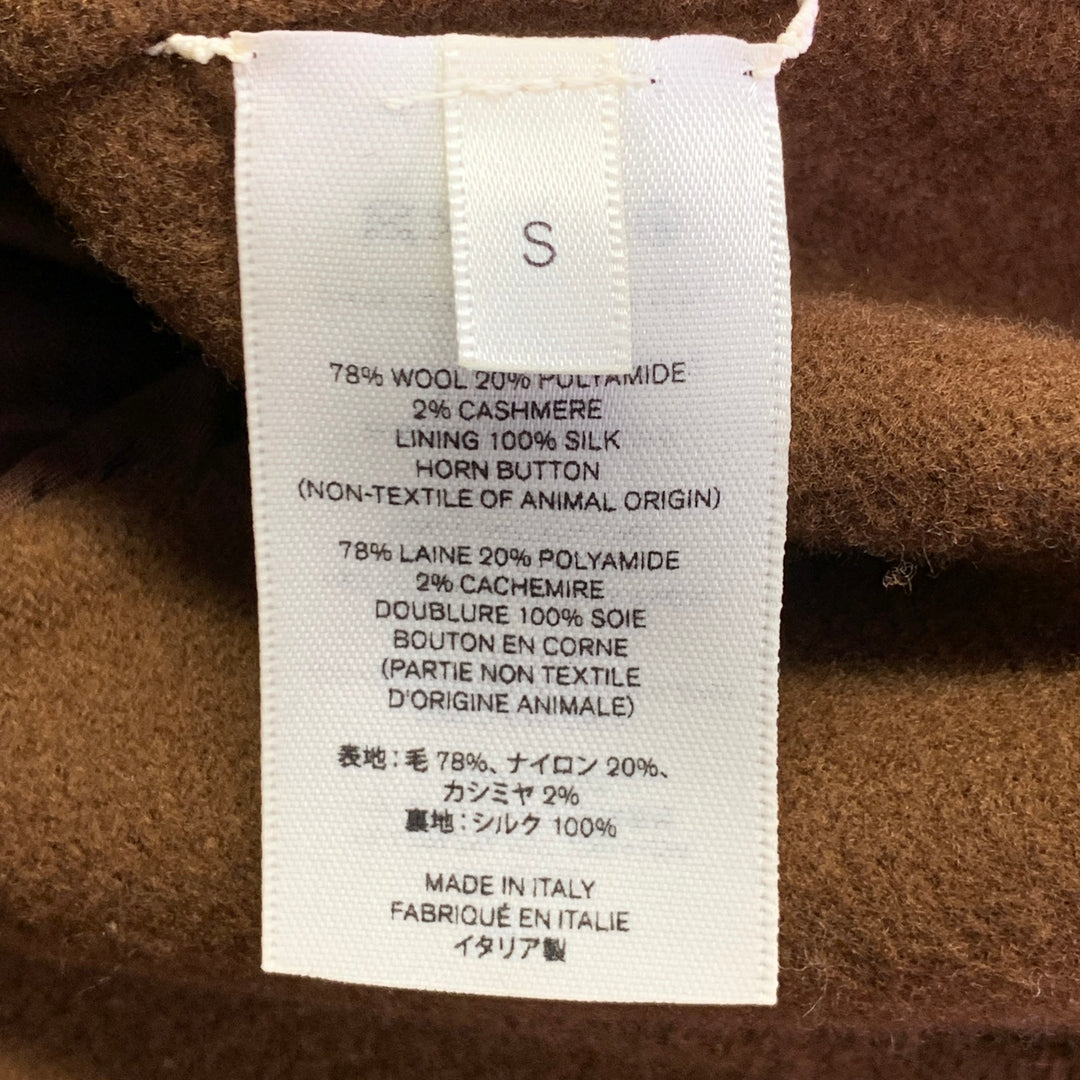 S
78% WOOL 20% POLYAMIDE
2% CASHMERE
LINING 100% SILK
HORN BUTTON
(NON-TEXTILE OF ANIMAL ORIGIN)
78% LAINE 20% POLYAMIDE
2% CACHEMIRE
DOUBLURE 100% SOIE
BOUTON EN CORNE
(PARTIE NON TEXTILE
D'ORIGINE ANIMALE)
表地:毛 78%、ナイロン 20%、
カシミヤ 2%
裏地:シルク 100%
MADE IN ITALY
FABRIQUÉ EN ITALIE
イタリア製